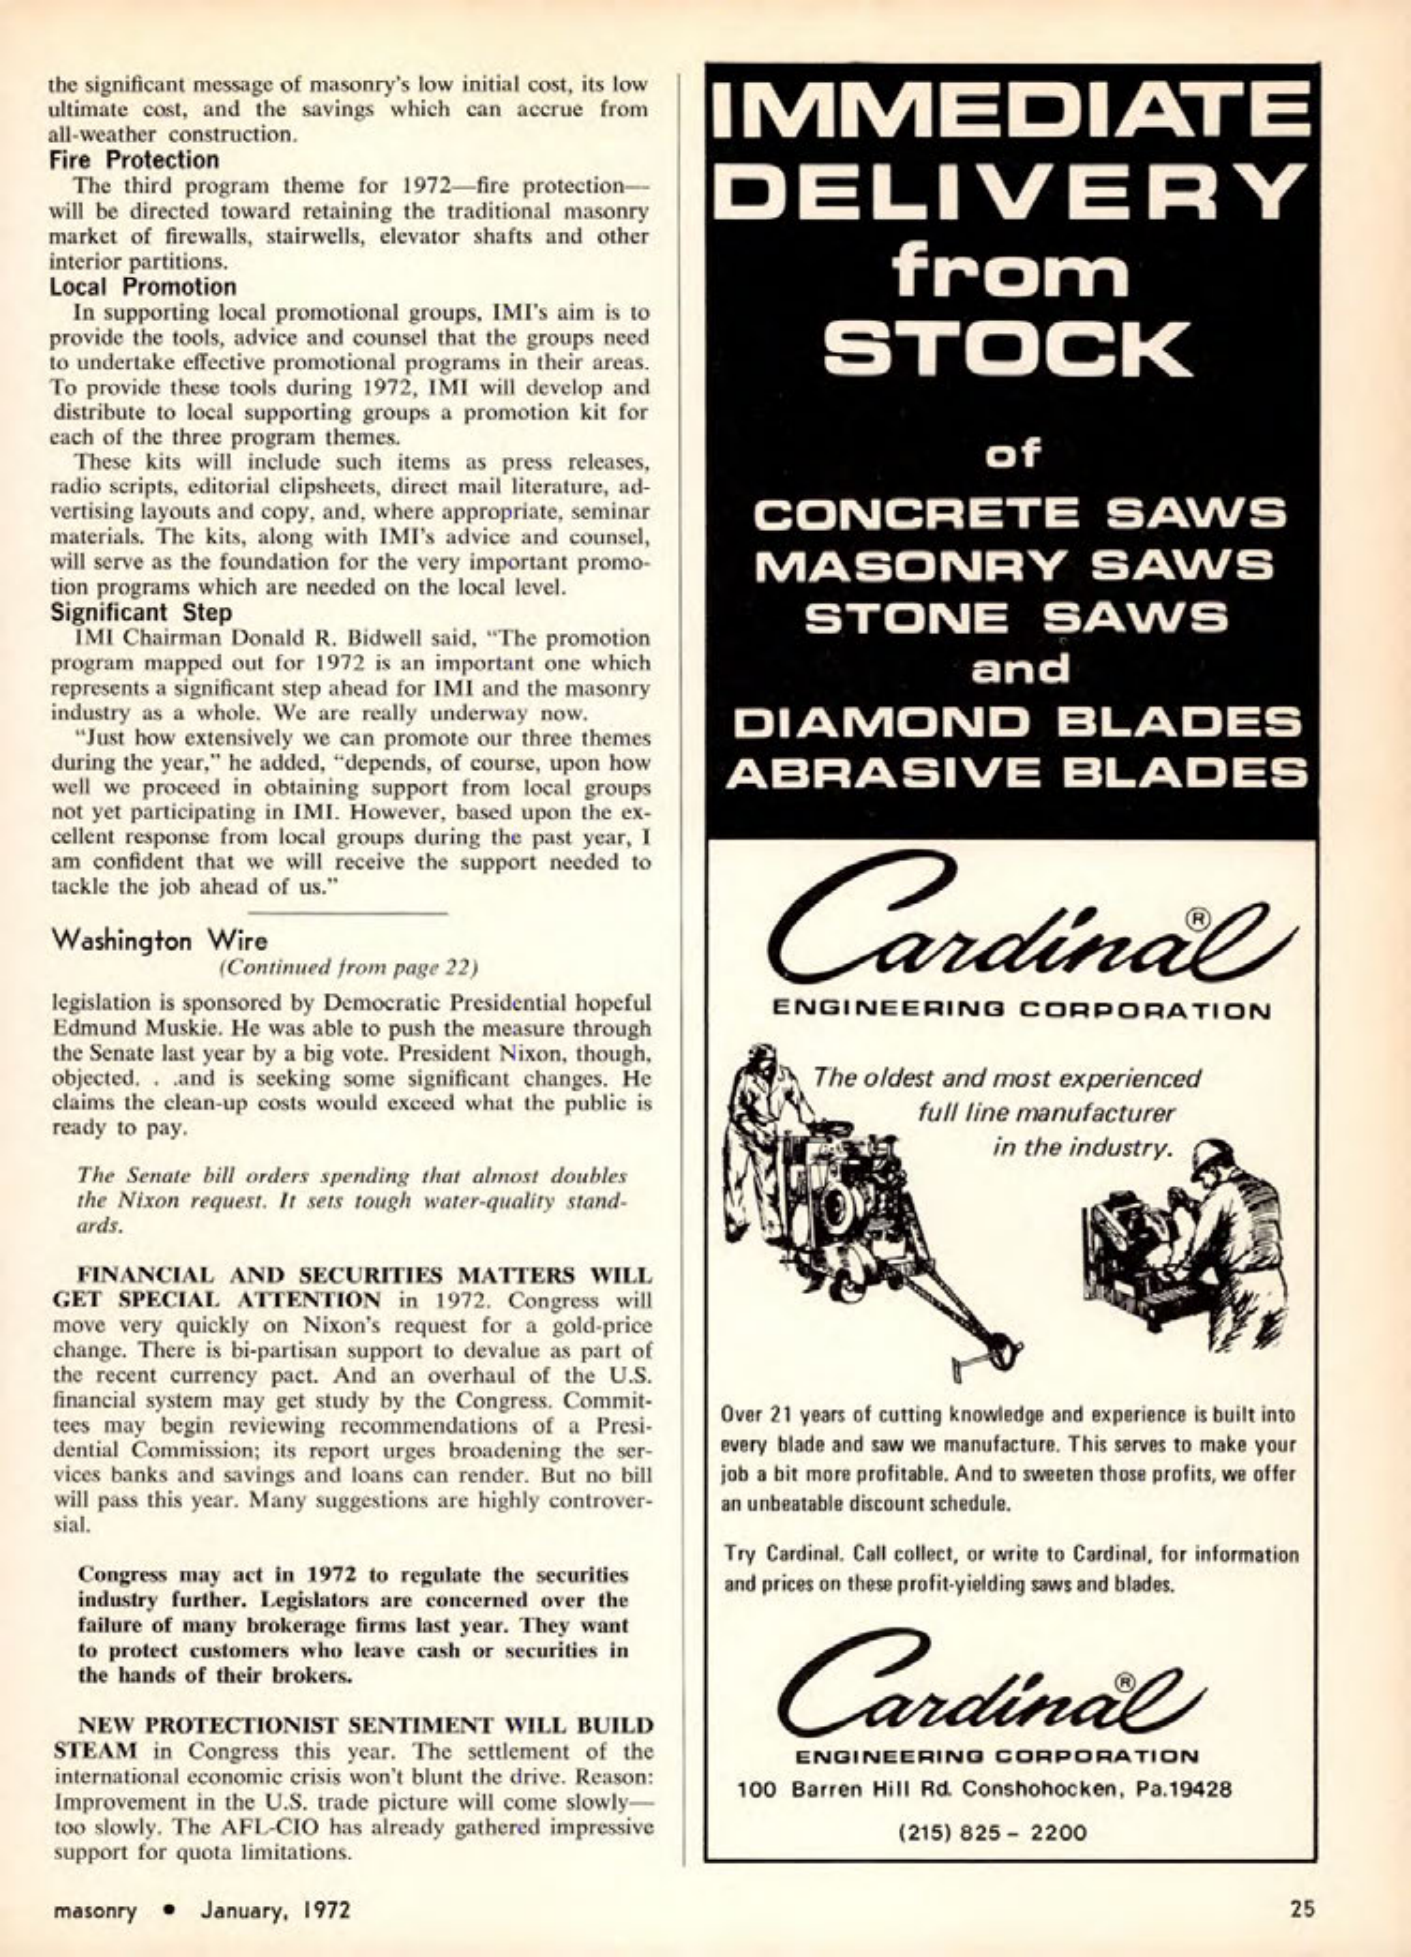 the significant message of masonry's low initial cost, its low
ultimate cost, and the savings which can accrue from
all-weather construction.
Fire Protection
The third program theme for 1972—fire protection—
will be directed toward retaining the traditional masonry
market of firewalls, stairwells, elevator shafts and other
interior partitions.
Local Promotion
In supporting local promotional groups, IMI's aim is to
provide the tools, advice and counsel that the groups need
to undertake effective promotional programs in their areas.
To provide these tools during 1972, IMI will develop and
distribute to local supporting groups a promotion kit for
each of the three program themes.
These kits will include such items as press releases,
radio scripts, editorial clipsheets, direct mail literature, ad-
vertising layouts and copy, and, where appropriate, seminar
materials. The kits, along with IMI's advice and counsel,
will serve as the foundation for the very important promo-
tion programs which are needed on the local level.
Significant Step
IMI Chairman Donald R. Bidwell said, "The promotion
program mapped out for 1972 is an important one which
represents a significant step ahead for IMI and the masonry
industry as a whole. We are really underway now.
"Just how extensively we can promote our three themes
during the year," he added, "depends, of course, upon how
well we proceed in obtaining support from local groups
not yet participating in IMI. However, based upon the ex-
cellent response from local groups during the past year, I
am confident that we will receive the support needed to
tackle the job ahead of us."
Washington Wire
(Continued from page 22)
legislation is sponsored by Democratic Presidential hopeful
Edmund Muskie. He was able to push the measure through
the Senate last year by a big vote. President Nixon, though,
objected. . .and is seeking some significant changes. He
claims the clean-up costs would exceed what the public is
ready to pay.
The Senate bill orders spending that almost doubles
the Nixon request. It sets tough water-quality stand-
ards.
FINANCIAL AND SECURITIES MATTERS WILL
GET SPECIAL ATTENTION in 1972. Congress will
move very quickly on Nixon's request for a gold-price
change. There is bi-partisan support to devalue as part of
the recent currency pact. And an overhaul of the U.S.
financial system may get study by the Congress. Commit-
tees may begin reviewing recommendations of a Presi-
dential Commission; its report urges broadening the ser-
vices banks and savings and loans can render. But no bill
will pass this year. Many suggestions are highly controver-
sial.
Congress may act in 1972 to regulate the securities
industry further. Legislators are concerned over the
failure of many brokerage firms last year. They want
to protect customers who leave cash or securities in
the hands of their brokers.
NEW PROTECTIONIST SENTIMENT WILL BUILD
STEAM in Congress this year. The settlement of the
international economic crisis won't blunt the drive. Reason:
Improvement in the U.S. trade picture will come slowly—
too slowly. The AFL-CIO has already gathered impressive
support for quota limitations.
IMMEDIATE
DELIVERY
from
STOCK
of
CONCRETE SAWS
MASONRY SAWS
STONE SAWS
and
DIAMOND BLADES
ABRASIVE BLADES
Cardinal®
ENGINEERING CORPORATION
The oldest and most experienced
full line manufacturer
in the industry.
Over 21 years of cutting knowledge and experience is built into
every blade and saw we manufacture. This serves to make your
job a bit more profitable. And to sweeten those profits, we offer
an unbeatable discount schedule.
Try Cardinal. Call collect, or write to Cardinal, for information
and prices on these profit-yielding saws and blades.
Cardinal®
ENGINEERING CORPORATION
100 Barren Hill Rd. Conshohocken, Pa.19428
(215) 825 - 2200
masonry • January, 1972
25